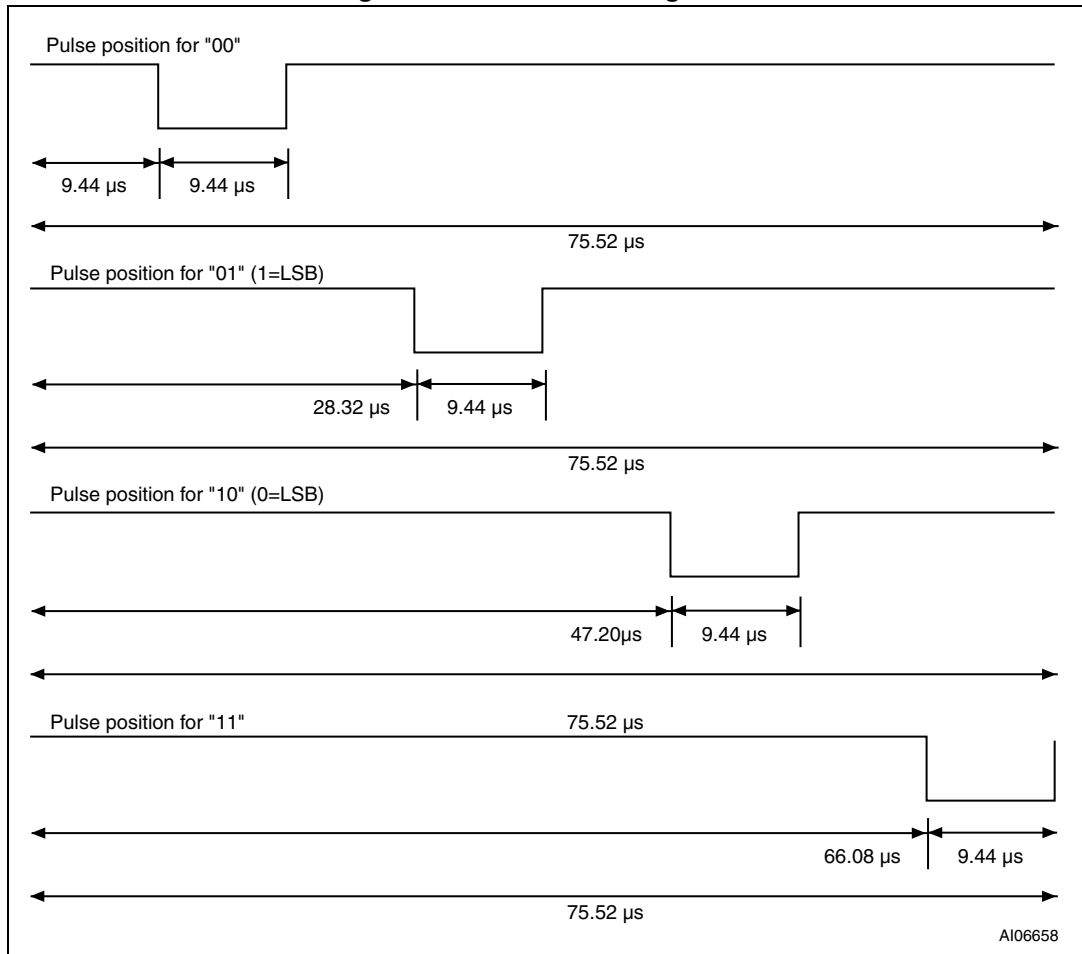 Pulse position for "00"
9.44 µs 9.44 µs
75.52 µs
Pulse position for "01" (1=LSB)
28.32 µs 9.44 µs
75.52 µs
Pulse position for "10" (0=LSB)
47.20µs 9.44 µs
Pulse position for "11" 75.52 µs
66.08 µs 9.44 µs
75.52 µs
AI06658